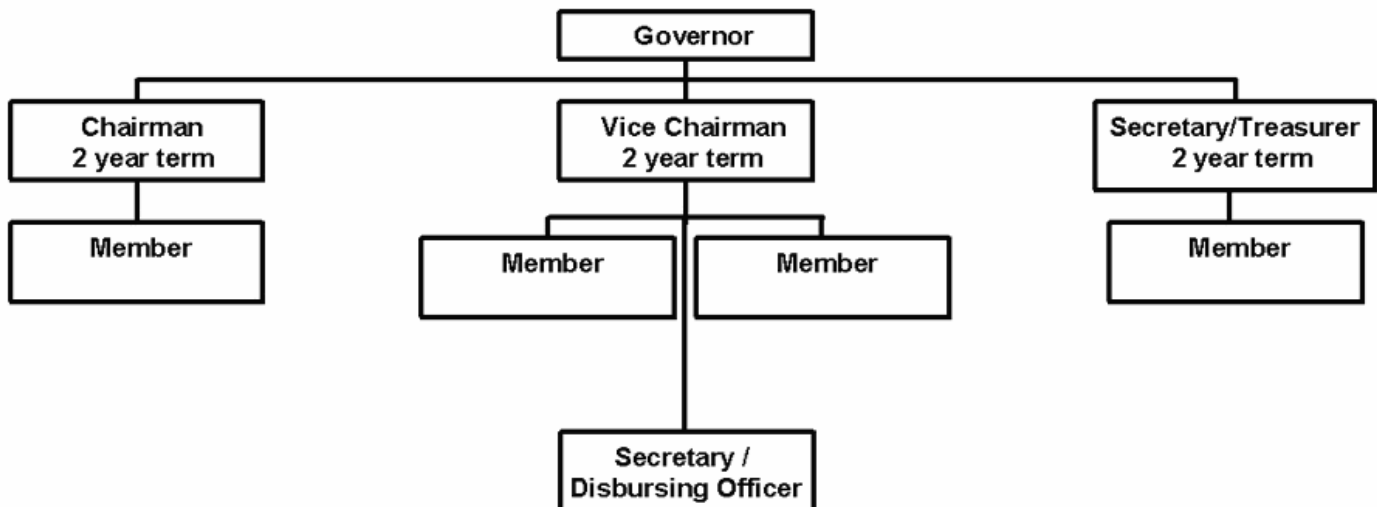 Governor
Chairman
2 year term
Vice Chairman
2 year term
Secretary/Treasurer
2 year term
Member
Member
Member
Member
Secretary /
Disbursing Officer